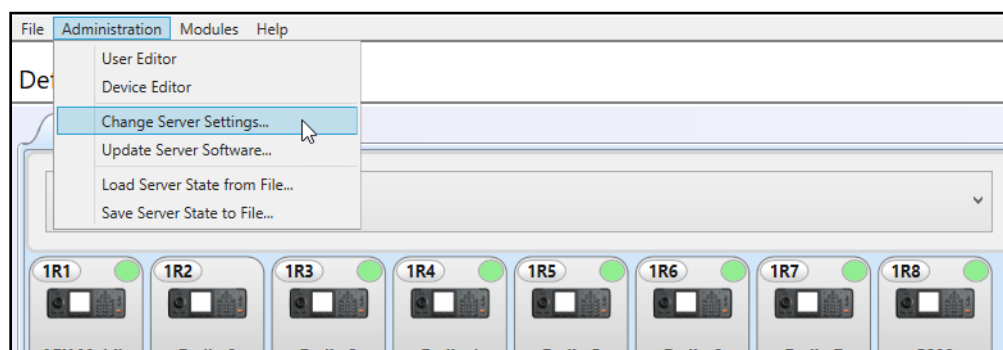 File Administration Modules Help
User Editor
Def
Device Editor
Change Server Settings...
Update Server Software...
Load Server State from File...
Save Server State to File...
1R1 1R2 1R3 1R4 1R5 1R6 1R7 1R8